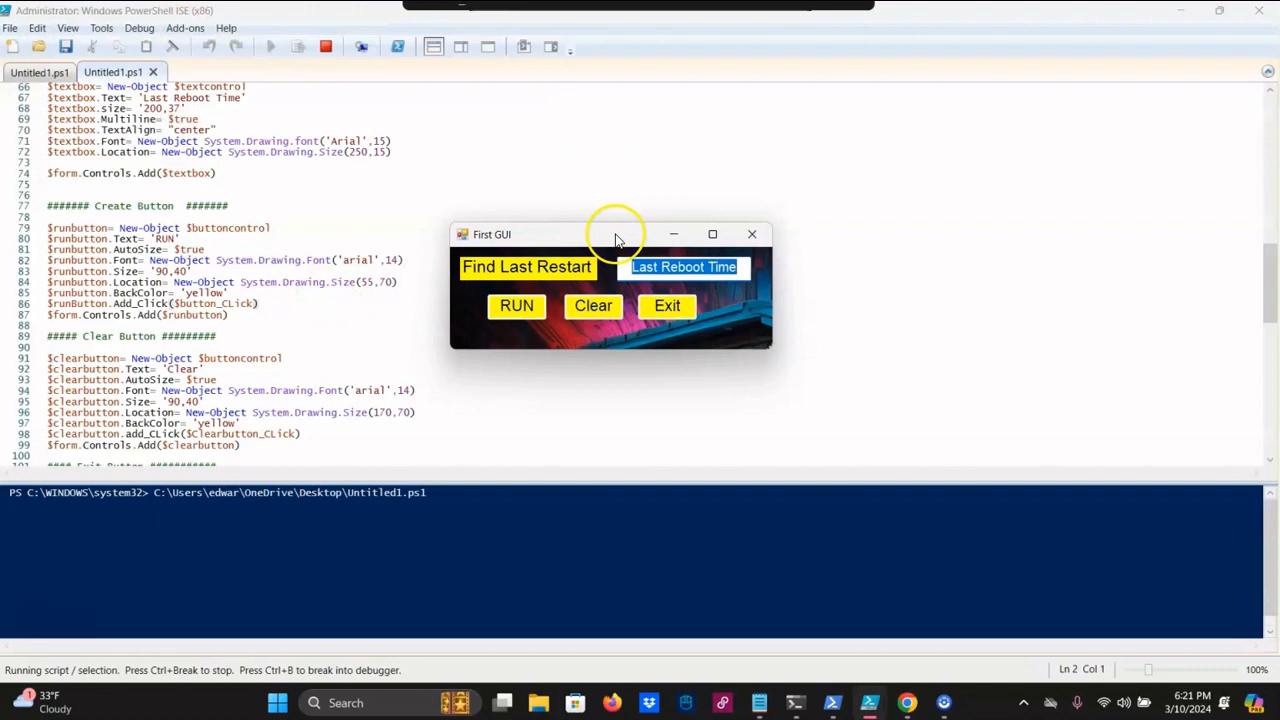 Administrator: Windows PowerShell ISE (x86)
File Edit View Tools Debug Add-ons Help
Untitled1.ps1 Untitled1.ps1
66 $textbox= New-Object $textcontrol
67 $textbox.Text= 'Last Reboot Time'
68 $textbox.size= '200,37'
69 $textbox.Multiline= $true
70 $textbox.TextAlign= "center"
71 $textbox.Font= New-Object System.Drawing.font('Arial',15)
72 $textbox.Location= New-Object System.Drawing.Size(250,15)
73
74 $form.Controls.Add($textbox)
75
76
77 ####### Create Button #######
78
79 $runbutton= New-Object $buttoncontrol
80 $runbutton.Text= 'RUN'
81 $runbutton.AutoSize= $true
82 $runbutton.Font= New-Object System.Drawing.Font('arial',14)
83 $runbutton.Size= '90,40'
84 $runbutton.Location= New-Object System.Drawing.Size(55,70)
85 $runbutton.BackColor= 'yellow'
86 $runButton.Add_Click($button_CLick)
87 $form.Controls.Add($runbutton)
88
89 ##### Clear Button #########
90
91 $clearbutton= New-Object $buttoncontrol
92 $clearbutton.Text= 'Clear'
93 $clearbutton.AutoSize= $true
94 $clearbutton.Font= New-Object System.Drawing.Font('arial',14)
95 $clearbutton.Size= '90,40'
96 $clearbutton.Location= New-Object System.Drawing.Size(170,70)
97 $clearbutton.BackColor= 'yellow'
98 $clearbutton.add_CLick($Clearbutton_CLick)
99 $form.Controls.Add($clearbutton)
100
101 #### Exit Button ###########
First GUI
Find Last Restart Last Reboot Time
RUN Clear Exit
PS C:\WINDOWS\system32> C:\Users\edwar\OneDrive\Desktop\Untitled1.ps1
Running script / selection. Press Ctrl+Break to stop. Press Ctrl+B to break into debugger. Ln 2 Col 1 100%
1 33°F
Cloudy
Search
6:21 PM
3/10/2024